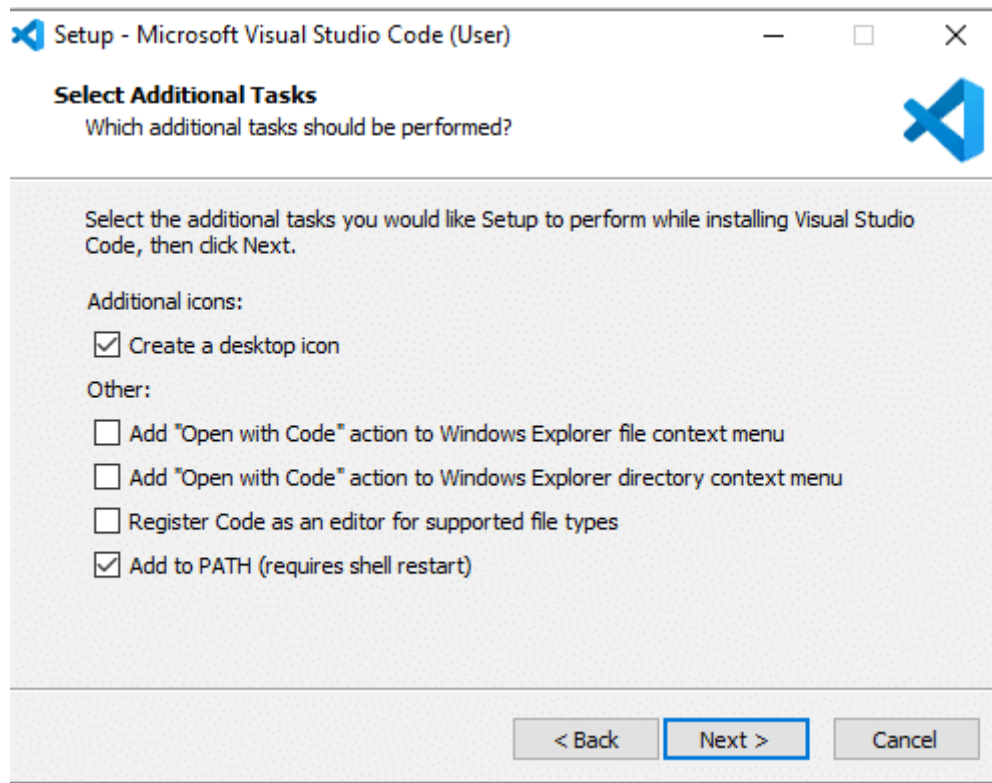 Setup - Microsoft Visual Studio Code (User)
Select Additional Tasks
Which additional tasks should be performed?
Select the additional tasks you would like Setup to perform while installing Visual Studio
Code, then click Next.
Additional icons:
Create a desktop icon
Other:
Add "Open with Code" action to Windows Explorer file context menu
Add "Open with Code" action to Windows Explorer directory context menu
Register Code as an editor for supported file types
Add to PATH (requires shell restart)
< Back Next > Cancel